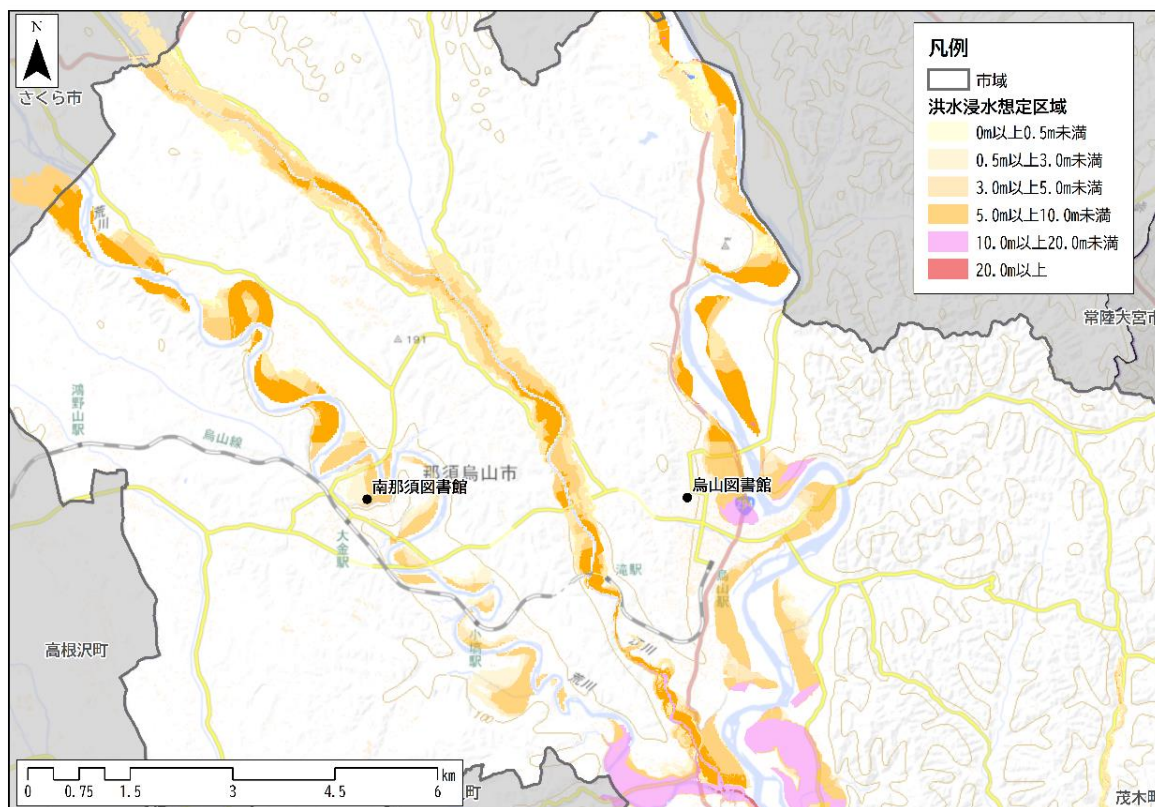 N
さくら市
荒川
191
鴻野山駅
烏山線
那須烏山市
南那須図書館
烏山図書館
大金駅
滝駅
烏山駅
小塙駅
江川
荒川
100
高根沢町
常陸大宮市
茂木町
町
凡例
市域
洪水浸水想定区域
0m以上0.5m未満
0.5m以上3.0m未満
3.0m以上5.0m未満
5.0m以上10.0m未満
10.0m以上20.0m未満
20.0m以上
km
0 0.75 1.5 3 4.5 6